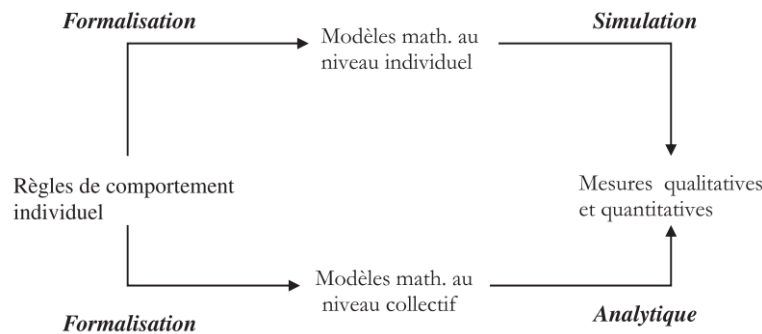 Formalisation
Simulation
Modèles math. au
niveau individuel
Règles de comportement
individuel
Mesures qualitatives
et quantitatives
Modèles math. au
niveau collectif
Formalisation
Analytique